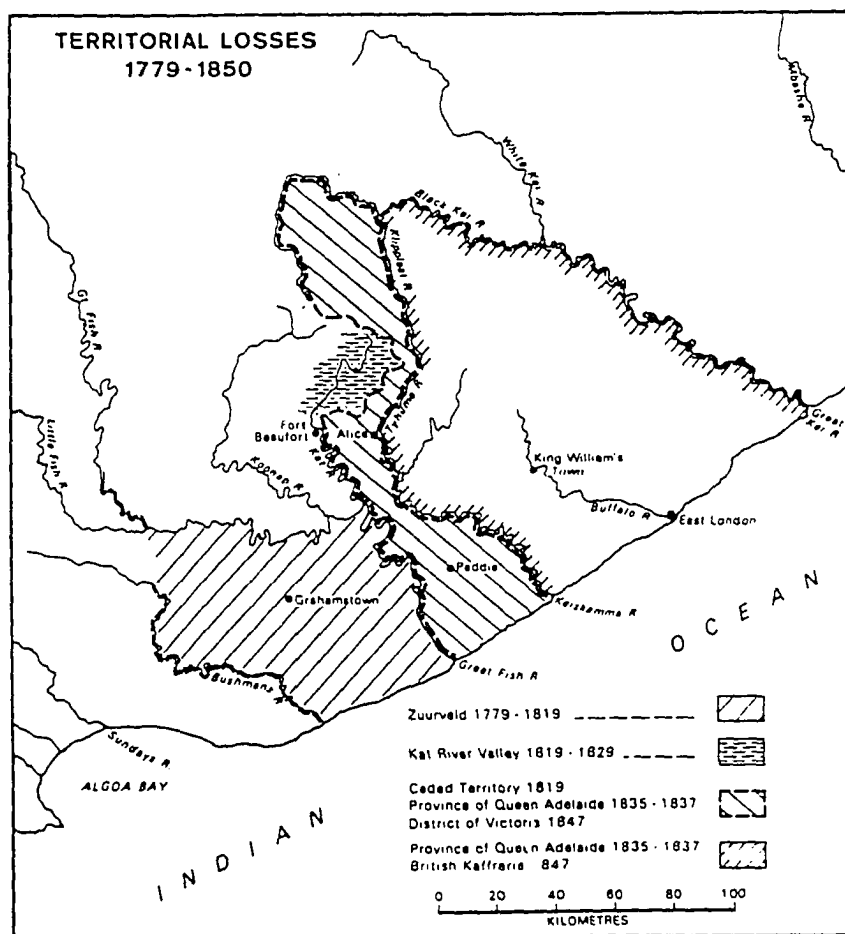 TERRITORIAL LOSSES
1779-1850
Mbashe R
White Kei R
Black Kei R
Klipplaat R
Gt Fish R
Little Fish R
Fort
Beaufort
Alice
Tyhume R
Kat R
Koonap R
Great
Kei R
King William's
Town
Buffalo R
East London
Peddie
Grahamstown
Keiskamma R
Great Fish R
Bushmans R
Sundays R.
ALGOA BAY
INDIAN
OCEAN
Zuurveld 1779-1819
Kat River Valley 1819-1829
Ceded Territory 1819
Province of Queen Adelaide 1835-1837
District of Victoria 1847
Province of Queen Adelaide 1835-1837
British Kaffraria 847
0 20 40 60 80 100
KILOMETRES